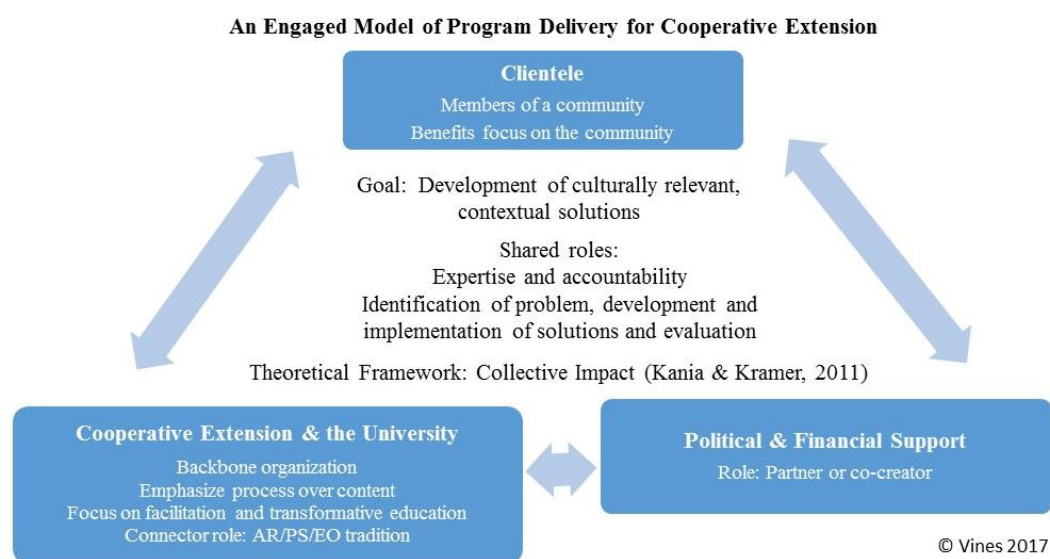 An Engaged Model of Program Delivery for Cooperative Extension
Clientele
Members of a community
Benefits focus on the community
Goal: Development of culturally relevant,
contextual solutions
Shared roles:
Expertise and accountability
Identification of problem, development and
implementation of solutions and evaluation
Theoretical Framework: Collective Impact (Kania & Kramer, 2011)
Cooperative Extension & the University
Backbone organization
Emphasize process over content
Focus on facilitation and transformative education
Connector role: AR/PS/EO tradition
Political & Financial Support
Role: Partner or co-creator
© Vines 2017